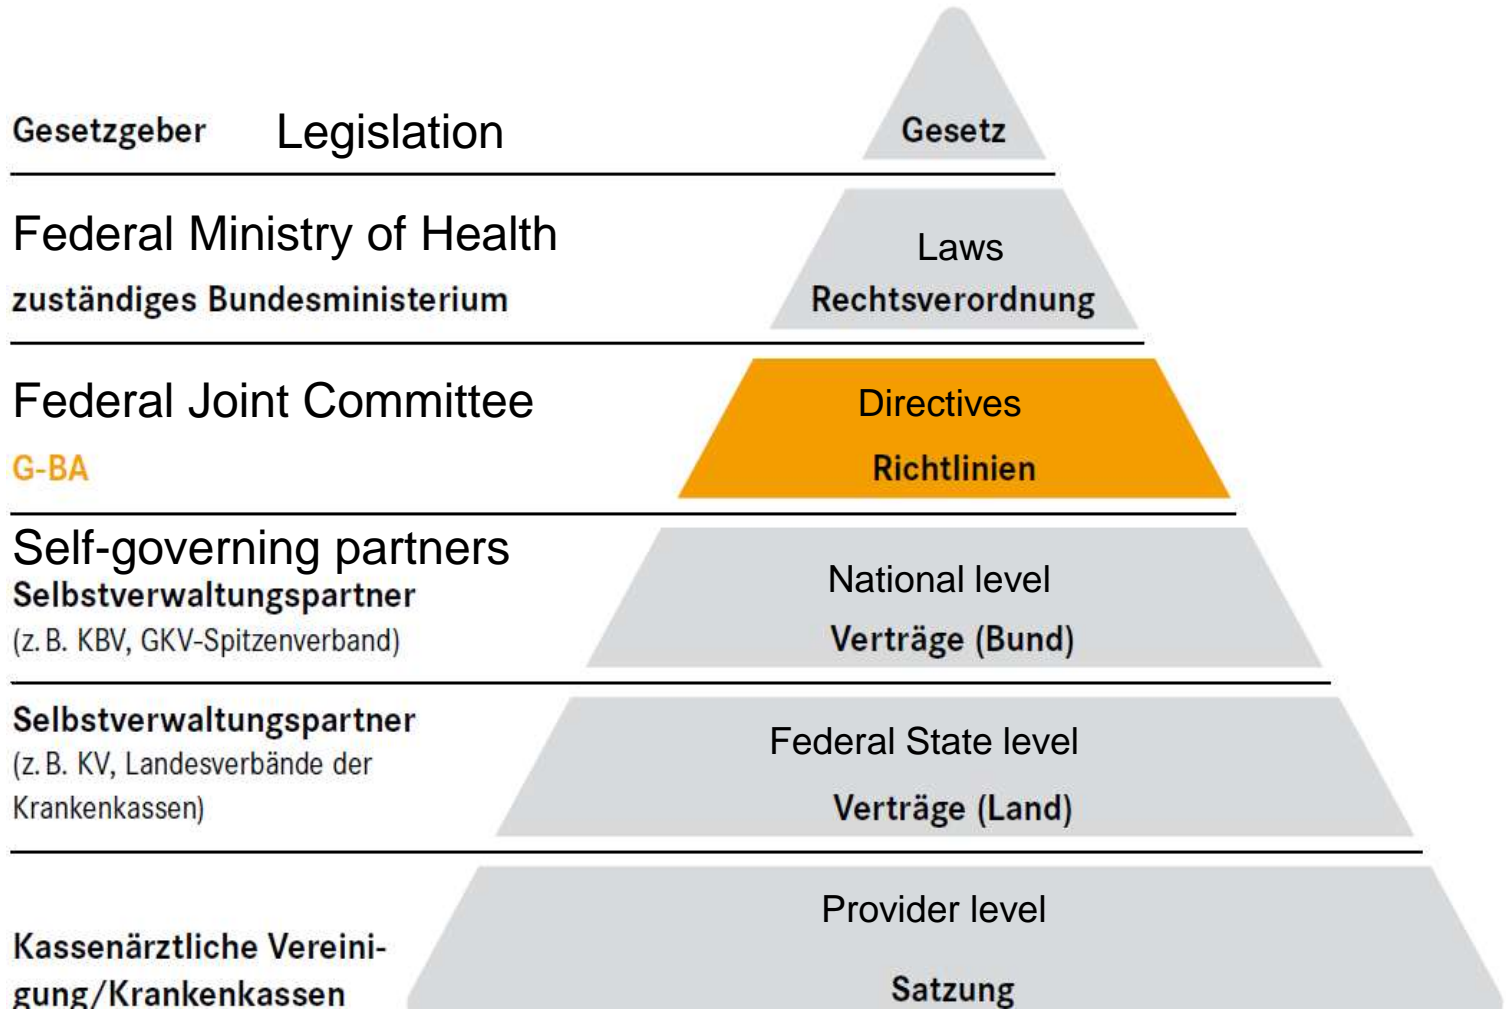 Gesetzgeber Legislation
Gesetz
Federal Ministry of Health
zuständiges Bundesministerium
Laws
Rechtsverordnung
Federal Joint Committee
G-BA
Directives
Richtlinien
Self-governing partners
Selbstverwaltungspartner
(z. B. KBV, GKV-Spitzenverband)
National level
Verträge (Bund)
Selbstverwaltungspartner
(z. B. KV, Landesverbände der
Krankenkassen)
Federal State level
Verträge (Land)
Kassenärztliche Vereini-
gung/Krankenkassen
Provider level
Satzung